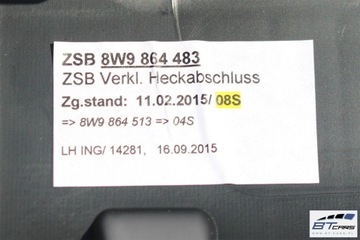 ZSB 8W9 864 483
ZSB Verkl. Heckabschluss
Zg.stand: 11.02.2015/ 08S
=> 8W9 864 513 => 04S
LH ING/ 14281, 16.09.2015
BTCARS